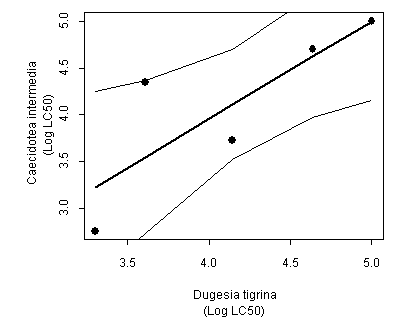 Caecidotea intermedia
(Log LC50)
5.0
4.5
4.0
3.5
3.0
3.5
4.0
4.5
5.0
Dugesia tigrina
(Log LC50)